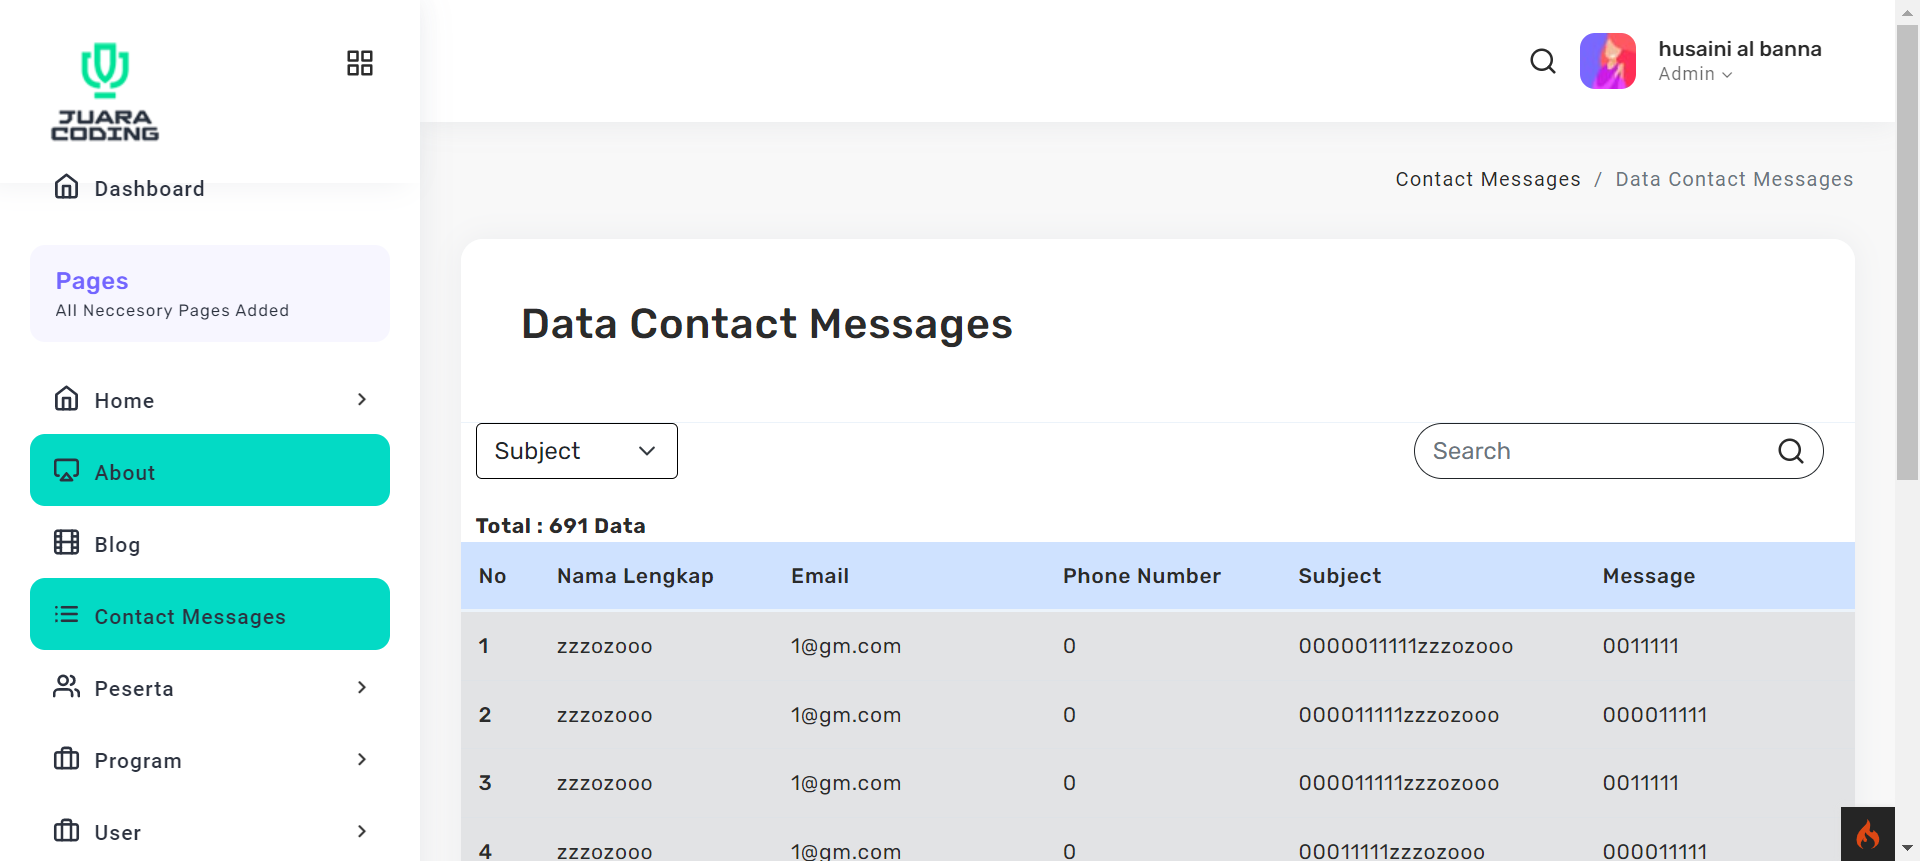 JUARA
CODING
husaini al banna
Admin
Dashboard
Contact Messages / Data Contact Messages
Pages
All Neccesory Pages Added
Home
About
Blog
Contact Messages
Peserta
Program
User
Data Contact Messages
Subject
Search
Total : 691 Data
No Nama Lengkap Email Phone Number Subject Message
1 zzzozooo 1@gm.com 0 0000011111zzzozooo 0011111
2 zzzozooo 1@gm.com 0 000011111zzzozooo 000011111
3 zzzozooo 1@gm.com 0 000011111zzzozooo 0011111
4 zzzozooo 1@gm.com 0 00011111zzzozooo 000011111